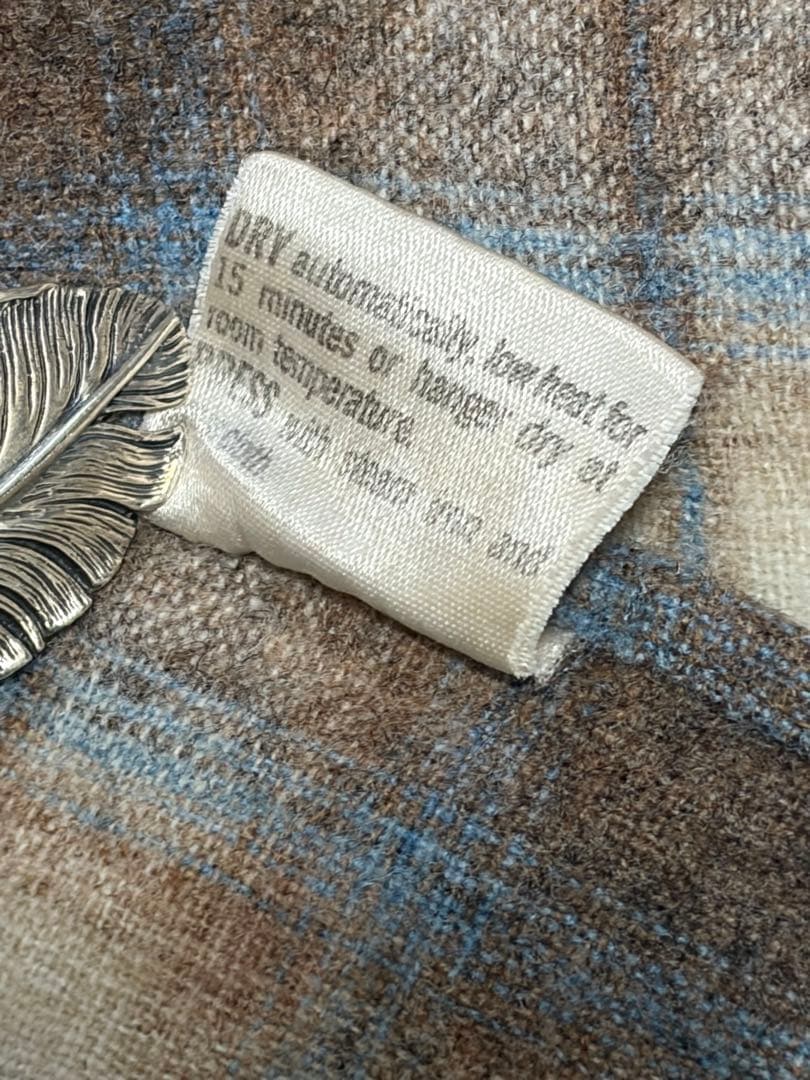 DRY automatically, low heat for
15 minutes or hanger dry at
room temperature.
PRESS with steam iron and